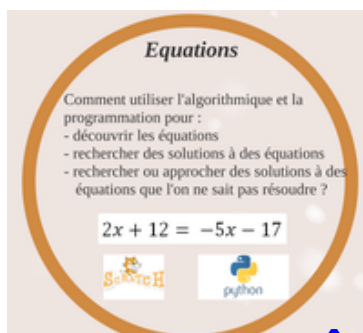 Equations
Comment utiliser l'algorithmique et la
programmation pour :
- découvrir les équations
- rechercher des solutions à des équations
- rechercher ou approcher des solutions à des
équations que l'on ne sait pas résoudre ?
2x + 12 = −5x − 17
SCRATCH
python